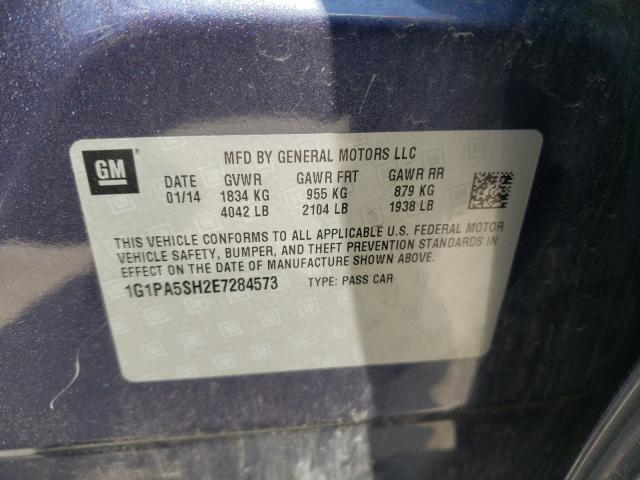 GM
MFD BY GENERAL MOTORS LLC
DATE GVWR GAWR FRT GAWR RR
01/14 1834 KG 955 KG 879 KG
4042 LB 2104 LB 1938 LB
THIS VEHICLE CONFORMS TO ALL APPLICABLE U.S. FEDERAL MOTOR
VEHICLE SAFETY, BUMPER, AND THEFT PREVENTION STANDARDS IN
EFFECT ON THE DATE OF MANUFACTURE SHOWN ABOVE.
1G1PA5SH2E7284573 TYPE: PASS CAR